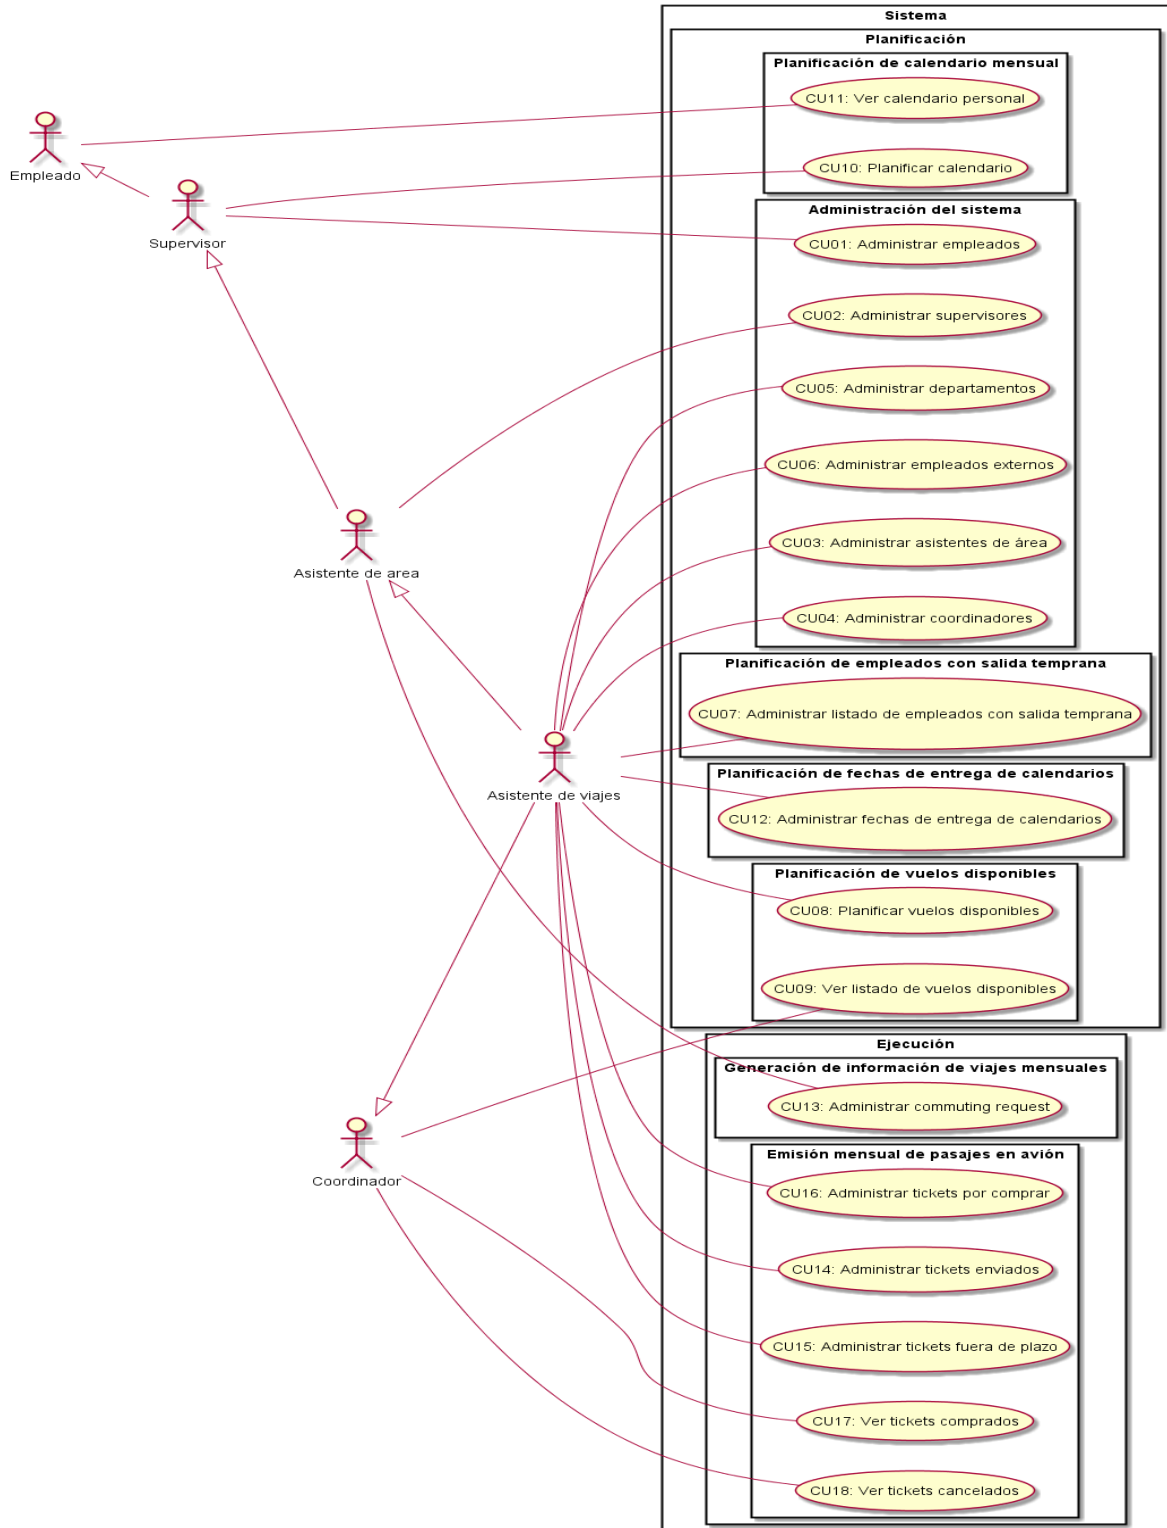 Sistema
Planificación
Planificación de calendario mensual
CU11: Ver calendario personal
CU10: Planificar calendario
Empleado
Supervisor
Administración del sistema
CU01: Administrar empleados
CU02: Administrar supervisores
CU05: Administrar departamentos
CU06: Administrar empleados externos
CU03: Administrar asistentes de área
CU04: Administrar coordinadores
Asistente de area
Planificación de empleados con salida temprana
CU07: Administrar listado de empleados con salida temprana
Asistente de viajes
Planificación de fechas de entrega de calendarios
CU12: Administrar fechas de entrega de calendarios
Planificación de vuelos disponibles
CU08: Planificar vuelos disponibles
CU09: Ver listado de vuelos disponibles
Ejecución
Generación de información de viajes mensuales
CU13: Administrar commuting request
Coordinador
Emisión mensual de pasajes en avión
CU16: Administrar tickets por comprar
CU14: Administrar tickets enviados
CU15: Administrar tickets fuera de plazo
CU17: Ver tickets comprados
CU18: Ver tickets cancelados